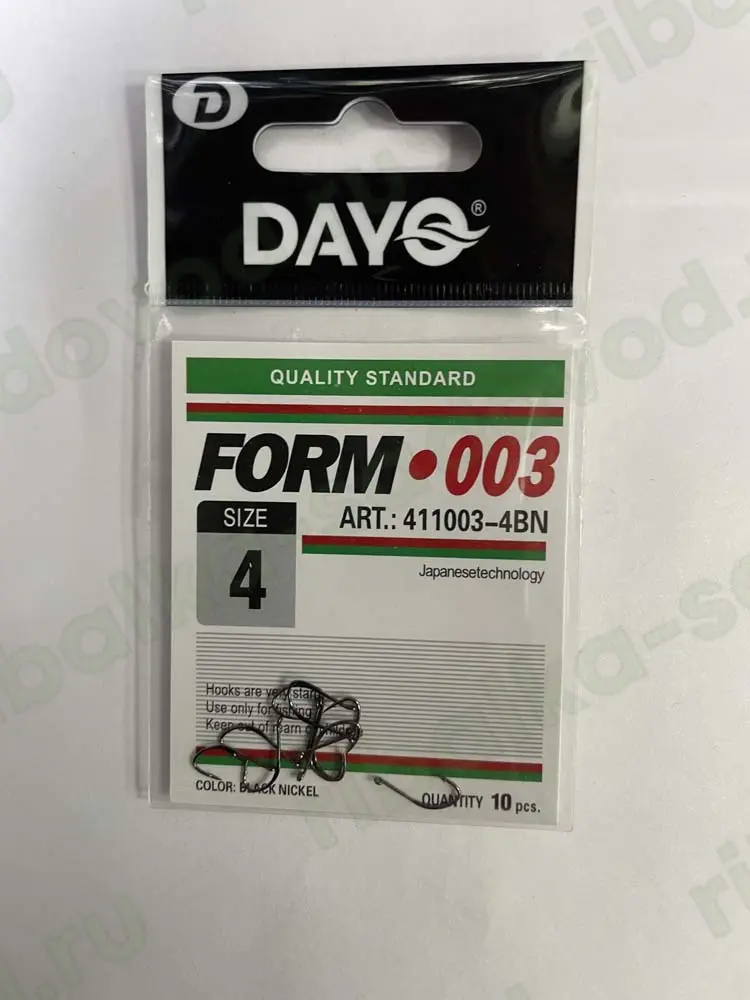 D
DAYO®
QUALITY STANDARD
FORM•003
SIZE
4
ART.: 411003-4BN
Japanesetechnology
Hooks are very
Use only for fishing
Keep out of
COLOR: BLACK NICKEL
QUANTITY 10 pcs.